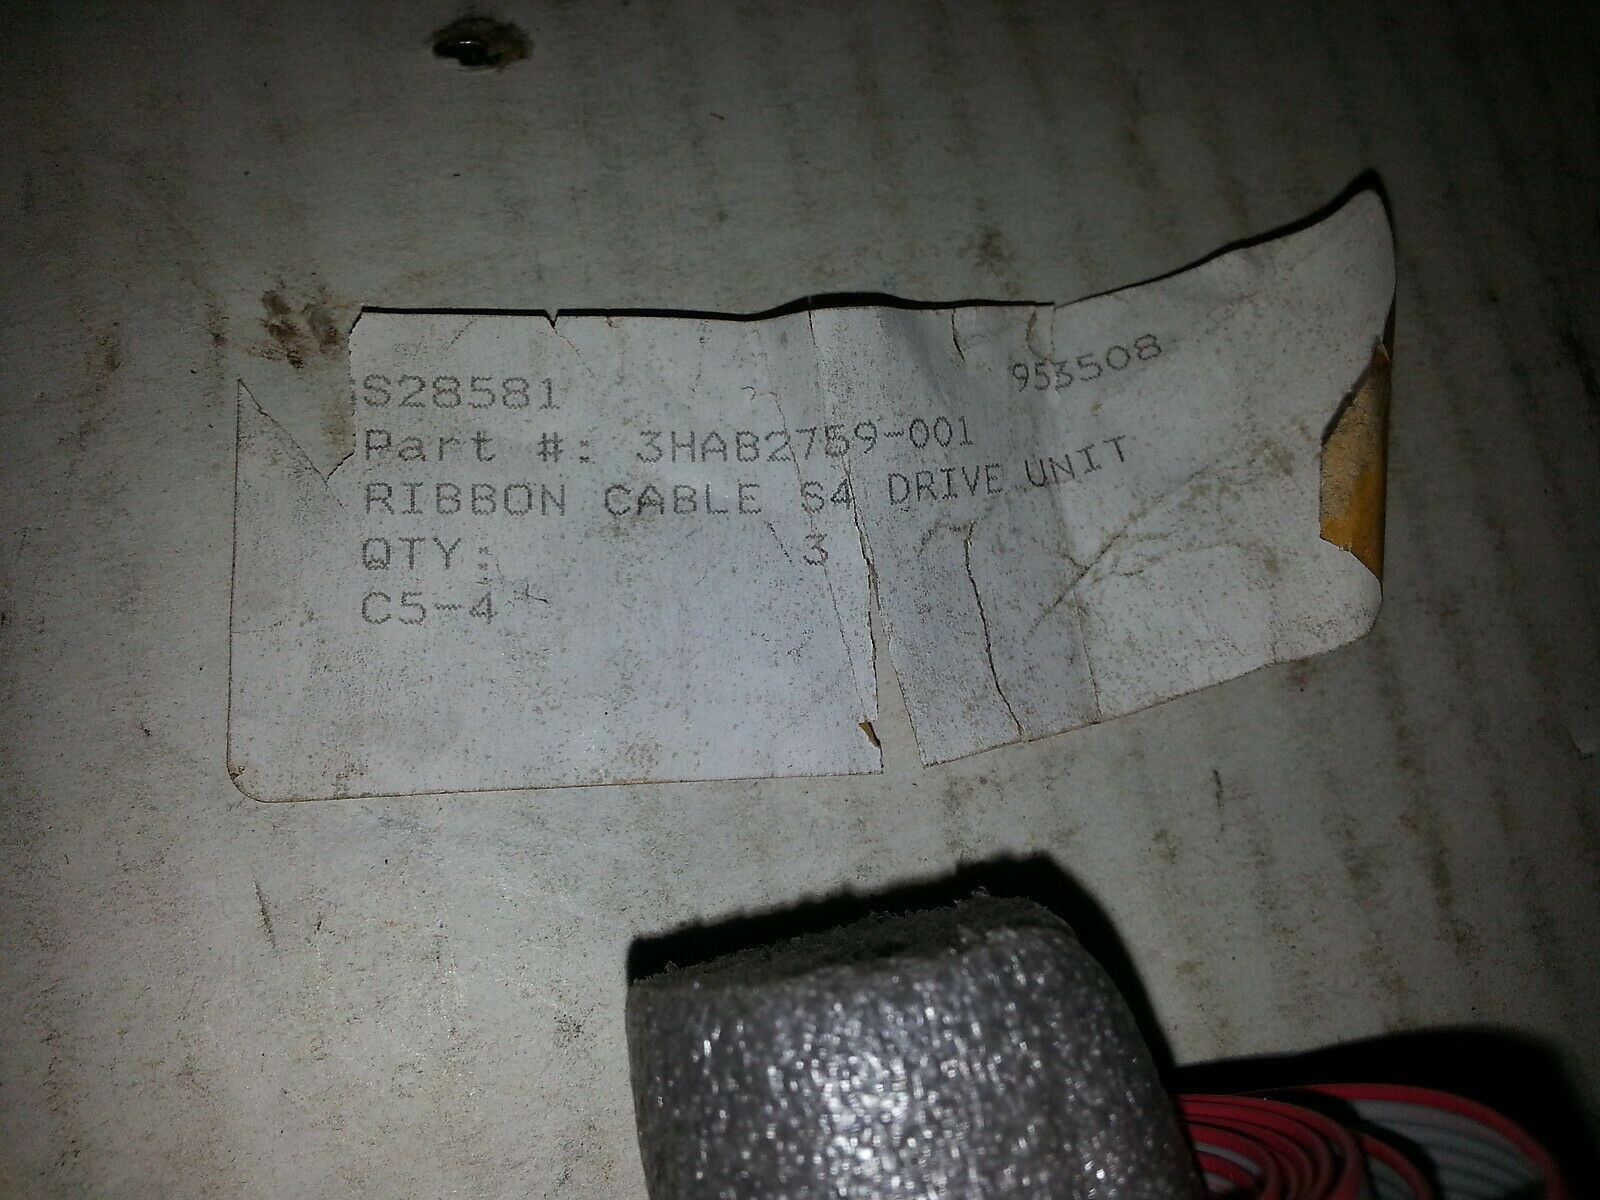 S28581 953508
Part #: 3HAB2759-001
RIBBON CABLE S4 DRIVE UNIT
QTY: 3
C5-4